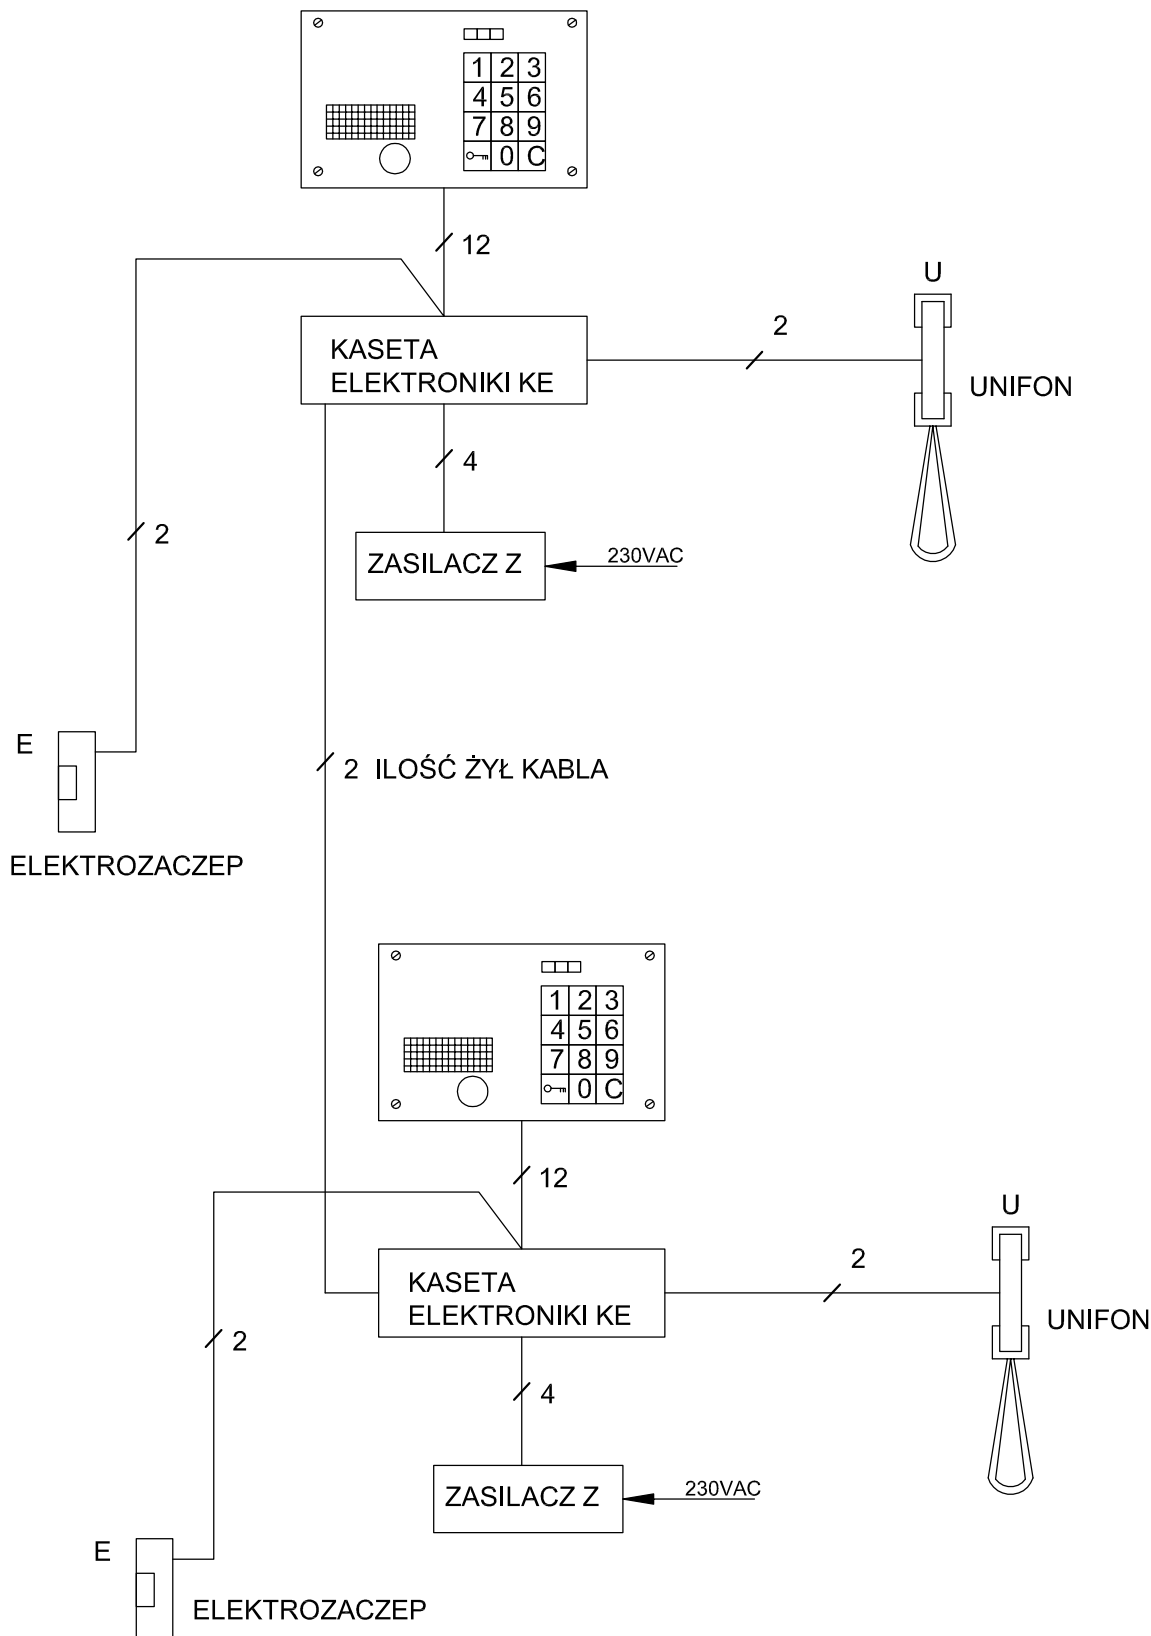 1 2 3
4 5 6
7 8 9
0 C
12
U
2
KASETA
ELEKTRONIKI KE
UNIFON
4
2
ZASILACZ Z
230VAC
E
2 ILOŚĆ ŻYŁ KABLA
ELEKTROZACZEP
1 2 3
4 5 6
7 8 9
0 C
12
U
2
KASETA
ELEKTRONIKI KE
UNIFON
2
4
230VAC
ZASILACZ Z
E
ELEKTROZACZEP